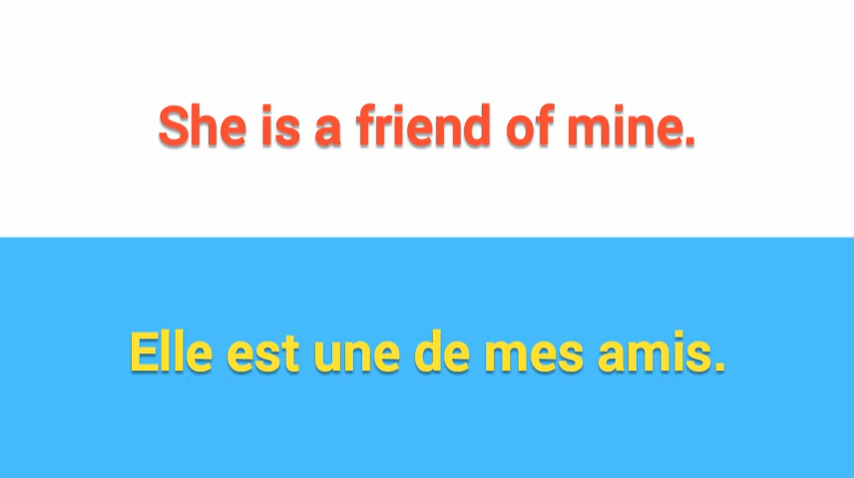 She is a friend of mine.
Elle est une de mes amis.